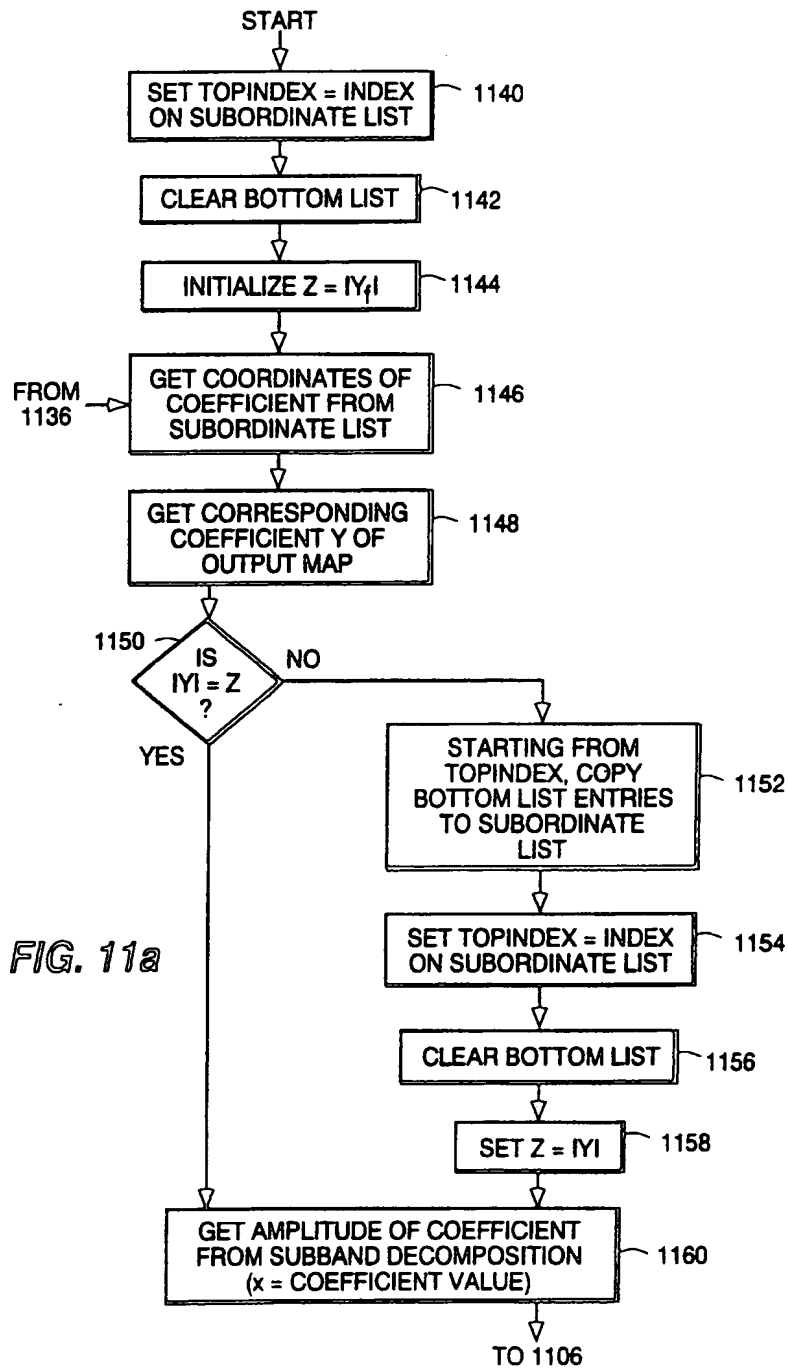 START
SET TOPINDEX = INDEX
ON SUBORDINATE LIST
1140
CLEAR BOTTOM LIST
1142
INITIALIZE Z = |Yf|
1144
FROM
1136
GET COORDINATES OF
COEFFICIENT FROM
SUBORDINATE LIST
1146
GET CORRESPONDING
COEFFICIENT Y OF
OUTPUT MAP
1148
1150
IS
|Y| = Z
?
NO
YES
STARTING FROM
TOPINDEX, COPY
BOTTOM LIST ENTRIES
TO SUBORDINATE
LIST
1152
FIG. 11a
SET TOPINDEX = INDEX
ON SUBORDINATE LIST
1154
CLEAR BOTTOM LIST
1156
SET Z = |Y|
1158
GET AMPLITUDE OF COEFFICIENT
FROM SUBBAND DECOMPOSITION
(x = COEFFICIENT VALUE)
1160
TO 1106